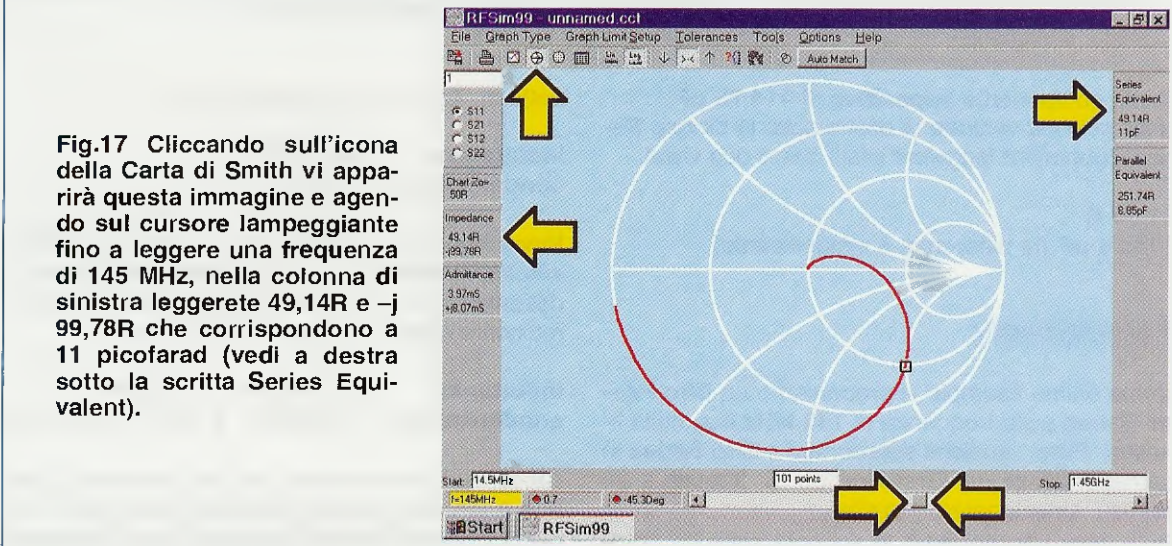 Fig.17 Cliccando sull'icona
della Carta di Smith vi appa-
rirà questa immagine e agen-
do sul cursore lampeggiante
fino a leggere una frequenza
di 145 MHz, nella colonna di
sinistra leggerete 49,14R e –j
99,78R che corrispondono a
11 picofarad (vedi a destra
sotto la scritta Series Equi-
valent).
RFSim99 - unnamed.cct
File Graph Type Graph Limit Setup Tolerances Tools Options Help
Auto Match
1
S11
S21
S12
S22
Chart Zo=
50R
Impedance
49.14R
-j99.78R
Admittance
3.97mS
+j8.07mS
Series
Equivalent
49.14R
11pF
Parallel
Equivalent
251.74R
8.85pF
Start: 14.5MHz
101 points
Stop: 1.45GHz
f=145MHz
0.7
-45.3Deg
Start
RFSim99